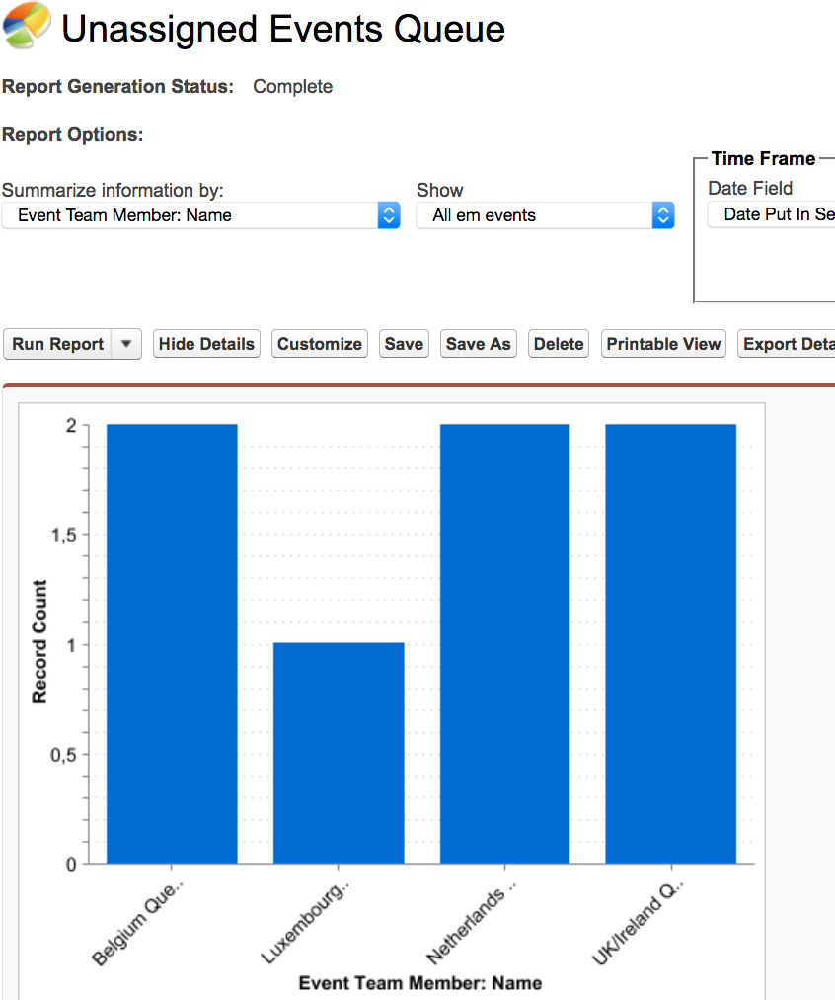 Unassigned Events Queue
Report Generation Status: Complete
Report Options:
Time Frame
Summarize information by:
Show
Date Field
Event Team Member: Name
All em events
Date Put In Se
Run Report
Hide Details
Customize
Save
Save As
Delete
Printable View
Export Deta
2
1,5
1
0,5
0
Record Count
Belgium Que..
Luxembourg..
Netherlands ..
UK/Ireland Q..
Event Team Member: Name